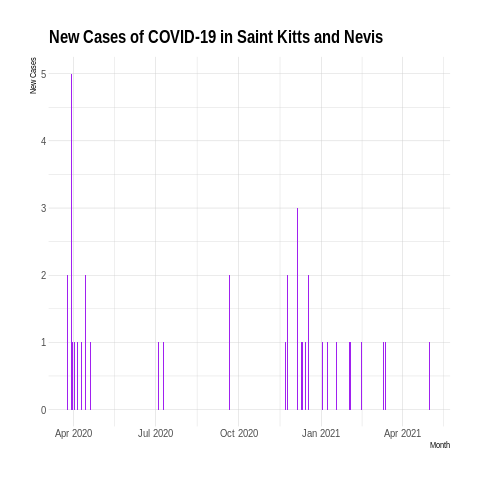 New Cases of COVID-19 in Saint Kitts and Nevis
New Cases
5
4
3
2
1
0
Apr 2020 Jul 2020 Oct 2020 Jan 2021 Apr 2021
Month